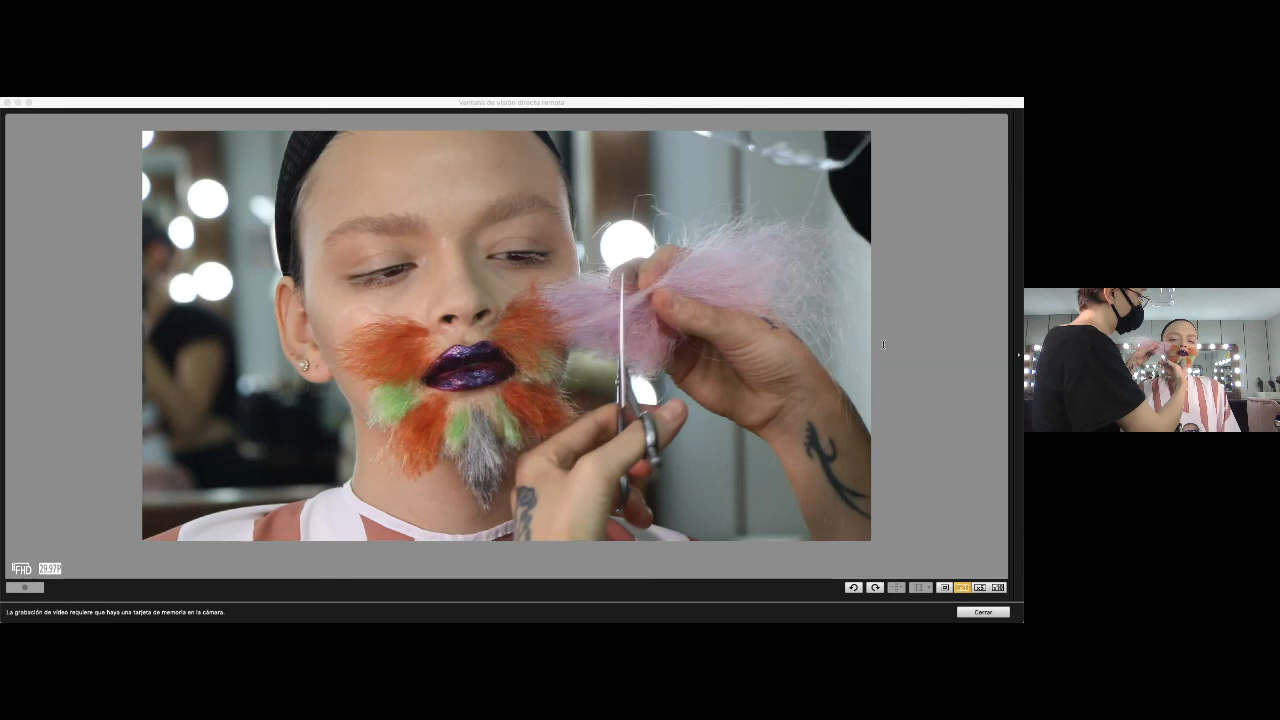 Ventana de visión directa remota
FHD 29.97P
La grabación de vídeo requiere que haya una tarjeta de memoria en la cámara.
Cerrar